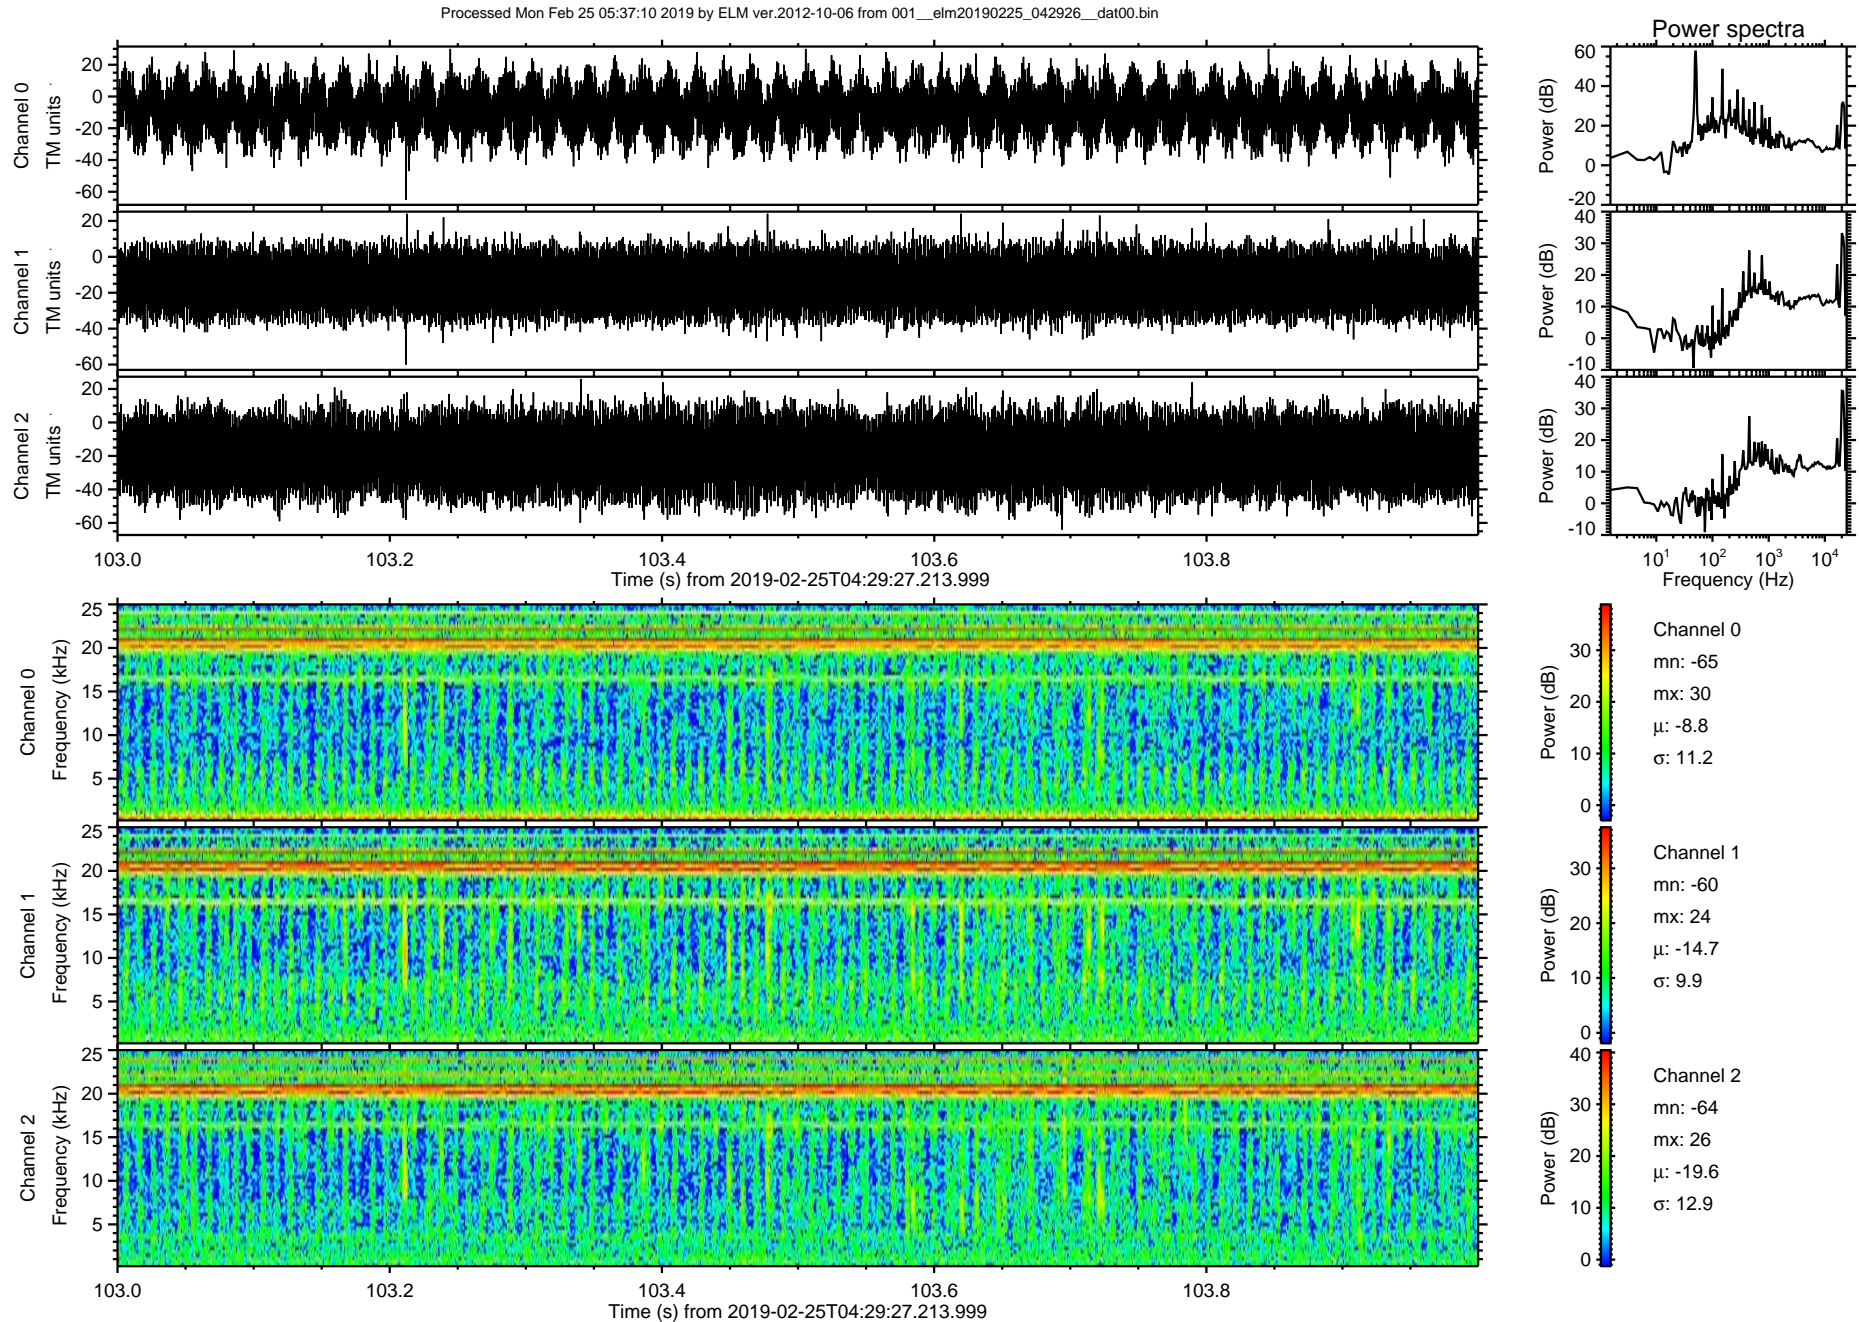 Processed Mon Feb 25 05:37:10 2019 by ELM ver.2012-10-06 from 001__elm20190225_042926__dat00.bin
Power spectra
Channel 0
TM units
20
0
-20
-40
-60
Power (dB)
60
40
20
0
-20
Channel 1
TM units
20
0
-20
-40
-60
Power (dB)
40
30
20
10
0
-10
Channel 2
TM units
20
0
-20
-40
-60
Power (dB)
40
30
20
10
0
-10
103.0 103.2 103.4 103.6 103.8
Time (s) from 2019-02-25T04:29:27.213.999
10¹ 10² 10³ 10⁴
Frequency (Hz)
Channel 0
Frequency (kHz)
25
20
15
10
5
Power (dB)
30
20
10
0
Channel 0
mn: -65
mx: 30
μ: -8.8
σ: 11.2
Channel 1
Frequency (kHz)
25
20
15
10
5
Power (dB)
30
20
10
0
Channel 1
mn: -60
mx: 24
μ: -14.7
σ: 9.9
Channel 2
Frequency (kHz)
25
20
15
10
5
Power (dB)
40
30
20
10
0
Channel 2
mn: -64
mx: 26
μ: -19.6
σ: 12.9
103.0 103.2 103.4 103.6 103.8
Time (s) from 2019-02-25T04:29:27.213.999